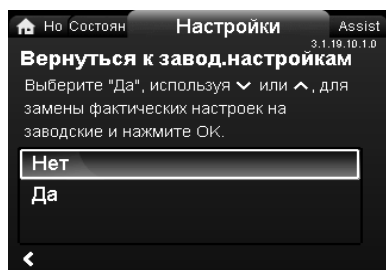 Но Состоян Настройки Assist
3.1.19.10.1.0
Вернуться к завод.настройкам
Выберите "Да", используя ∨ или ∧, для
замены фактических настроек на
заводские и нажмите OK.
Нет
Да